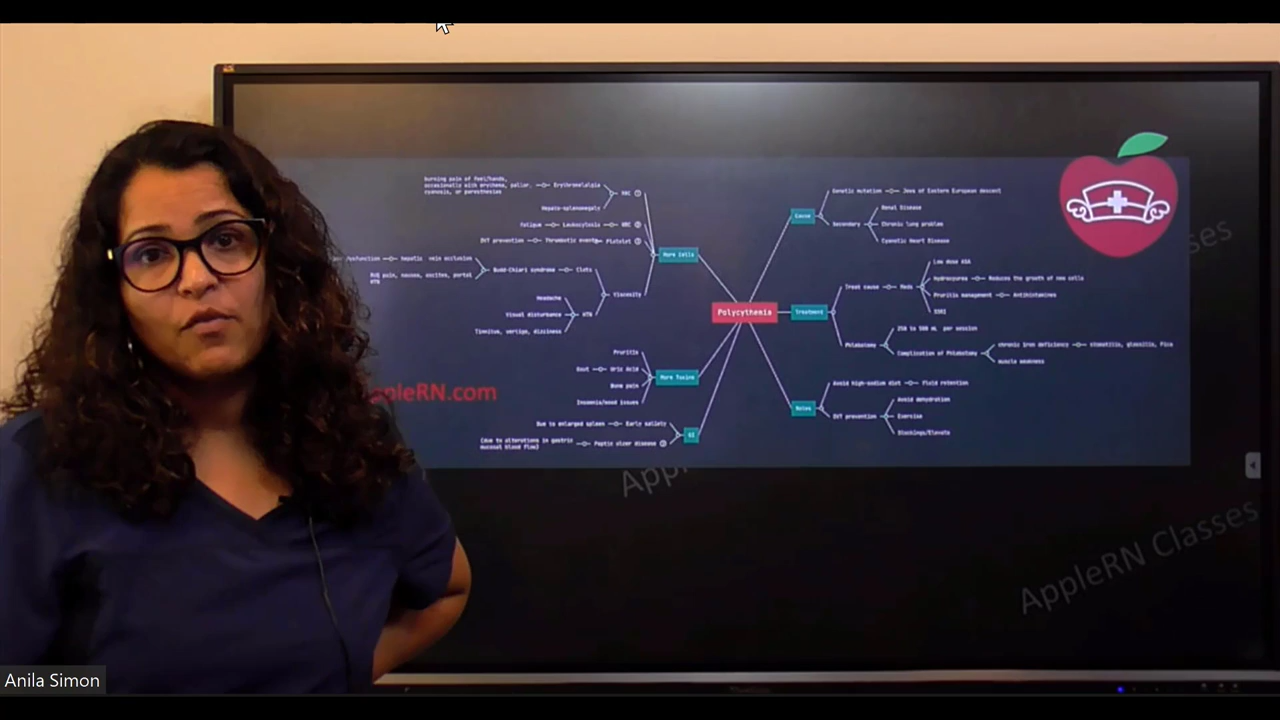 burning pain of feet/hands,
occasionally with erythema, pallor,
cyanosis, or paresthesias
Erythromelalgia
RBC
Hepato-splenomegaly
Fatigue
Leukocytosis
WBC
DVT prevention
Thrombotic events
Platelet
More Cells
hepatic vein occlusion
Budd-Chiari syndrome
Clots
RUQ pain, nausea, ascites, portal
HTN
Viscosity
Headache
Visual disturbance
HTN
Tinnitus, vertigo, dizziness
Pruritis
Gout
Uric Acid
More Toxins
Bone pain
Insomnia/mood issues
Due to enlarged spleen
Early satiety
GI
(due to alterations in gastric
mucosal blood flow)
Peptic ulcer disease
Polycythemia
Cause
Genetic mutation
Jews of Eastern European descent
Secondary
Renal Disease
Chronic lung problem
Cyanotic Heart Disease
Treatment
Treat cause
Meds
Low dose ASA
Hydroxyurea
Reduces the growth of new cells
Pruritis management
Antihistamines
SSRI
Phlebotomy
250 to 500 mL per session
Complication of Phlebotomy
chronic iron deficiency
stomatitis, glossitis, Pica
muscle weakness
Notes
Avoid high-sodium diet
Fluid retention
DVT prevention
Avoid dehydration
Exercise
Stockings/Elevate
ppleRN.com
AppleRN Classes
Anila Simon